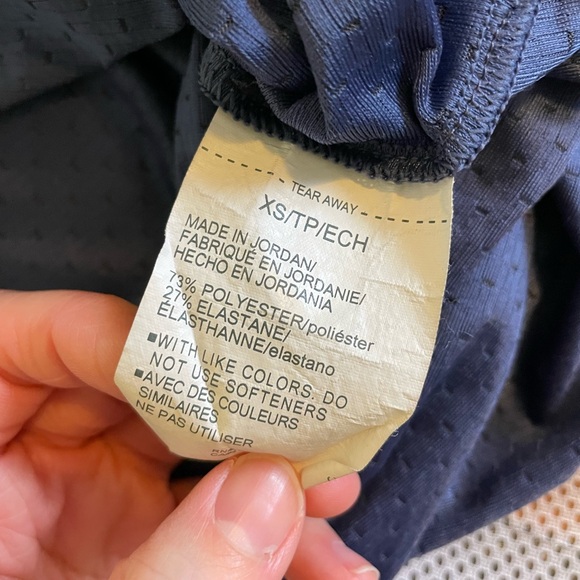 TEAR AWAY
XS/TP/ECH
MADE IN JORDAN/
FABRIQUÉ EN JORDANIE/
HECHO EN JORDANIA
73% POLYESTER/poliéster
27% ELASTANE/
ELASTHANNE/elastano
▪WITH LIKE COLORS. DO
NOT USE SOFTENERS
▪AVEC DES COULEURS
SIMILAIRES
NE PAS UTILISER